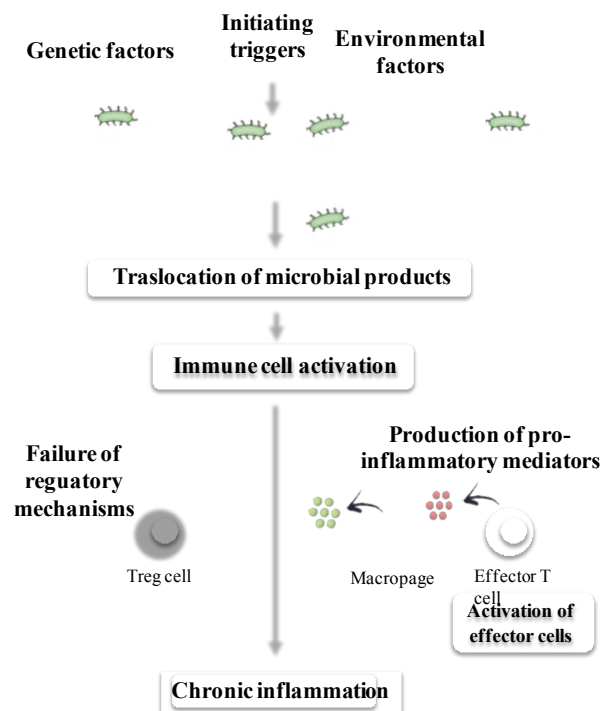 Genetic factors
Initiating
triggers
Environmental
factors
Traslocation of microbial products
Immune cell activation
Failure of
reguatory
mechanisms
Production of pro-
inflammatory mediators
Treg cell
Macropage
Effector T
cell
Activation of
effector cells
Chronic inflammation